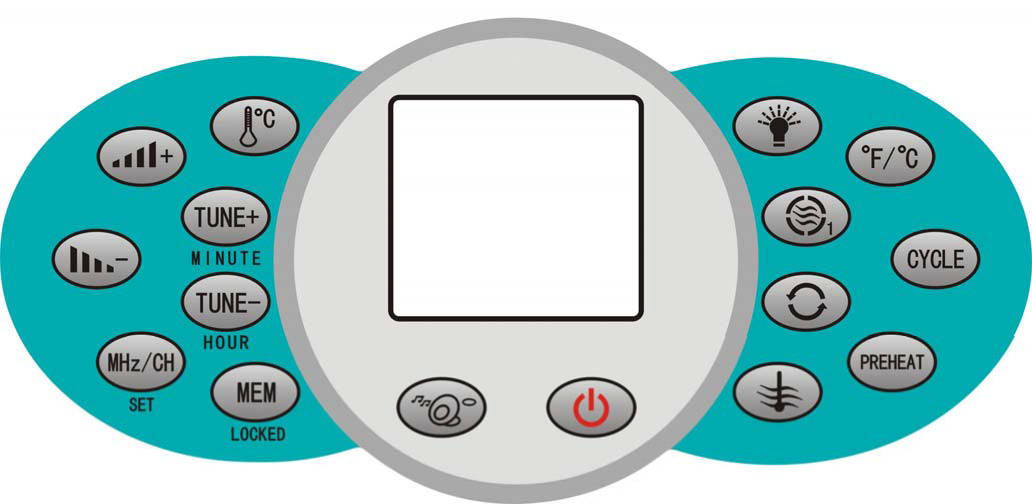 °C
+
TUNE+
MINUTE
−
TUNE−
HOUR
MHz/CH
SET
MEM
LOCKED
°F/°C
1
CYCLE
PREHEAT